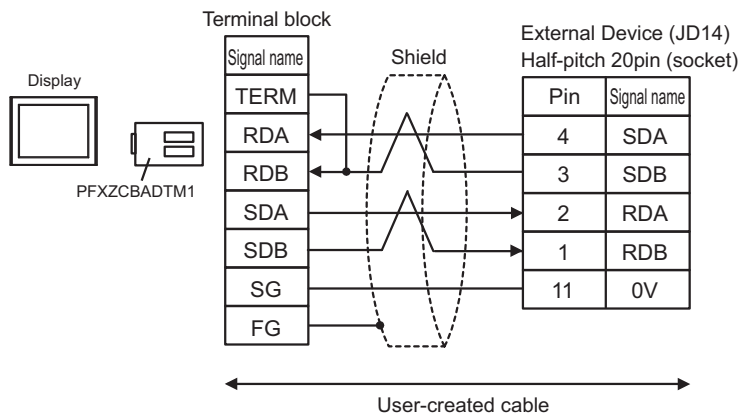 Terminal block
External Device (JD14)
Half-pitch 20pin (socket)
Display
PFXZCBADTM1
Shield
Signal name
TERM
RDA
RDB
SDA
SDB
SG
FG
Pin Signal name
4 SDA
3 SDB
2 RDA
1 RDB
11 0V
User-created cable